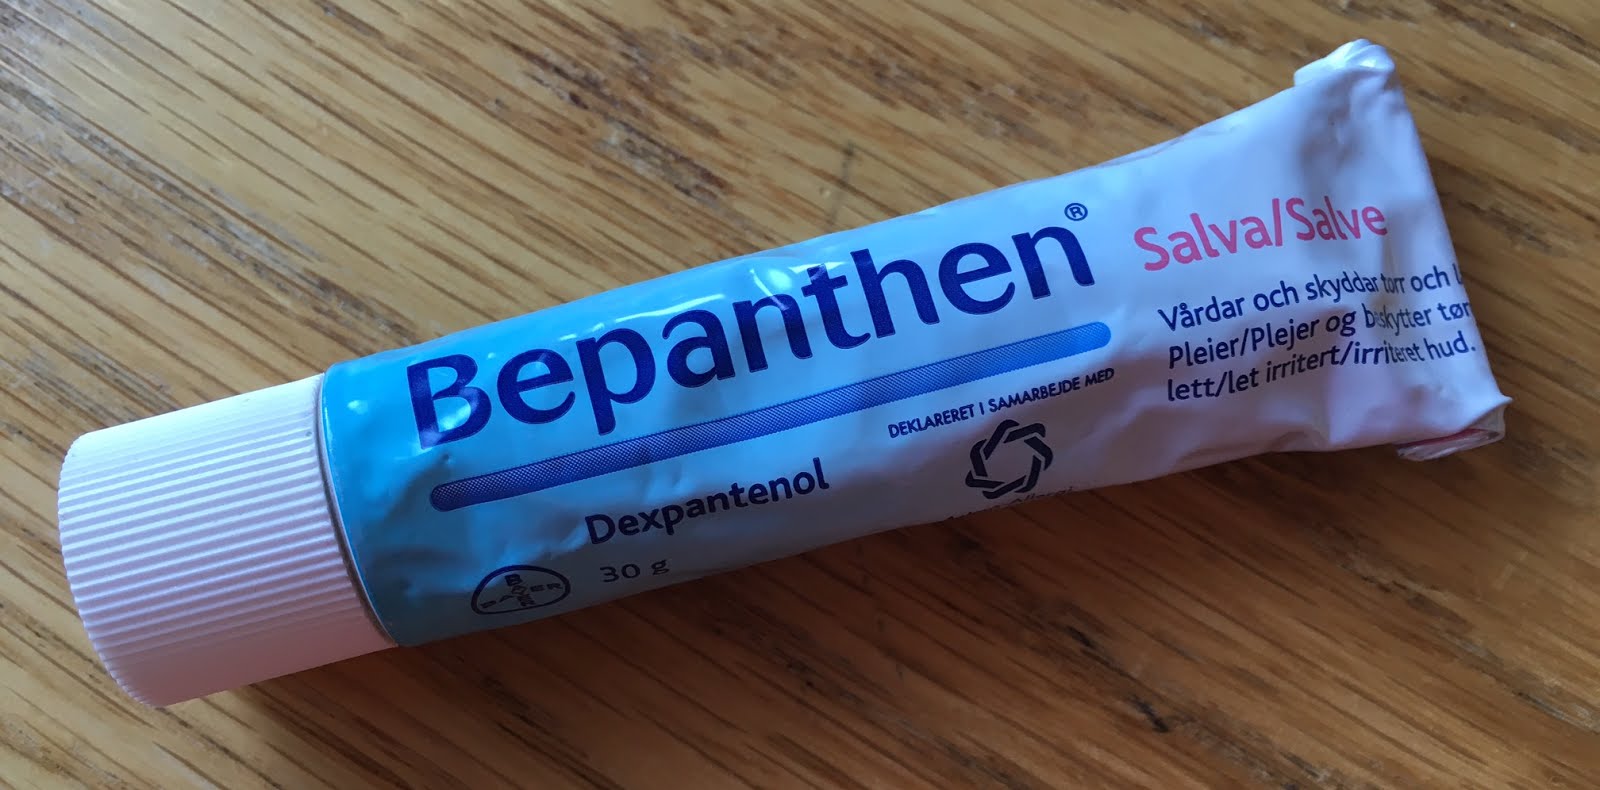 Bepanthen®
Salva/Salve
Vårdar och skyddar torr och
Pleier/Plejer og beskytter
lett/let irritert/irriteret hud.
DEKLARERET I SAMARBEJDE MED
Dexpantenol
30 g
BAYER
BAYER